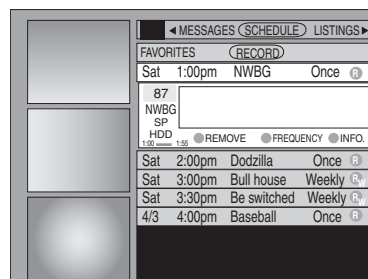 ◀ MESSAGES SCHEDULE LISTINGS ▶
FAVORITES RECORD
Sat 1:00pm NWBG Once R
87
NWBG
SP
HDD
1:00 1:55 REMOVE FREQUENCY INFO.
Sat 2:00pm Dodzilla Once R
Sat 3:00pm Bull house Weekly RW
Sat 3:30pm Be switched Weekly RW
4/3 4:00pm Baseball Once R